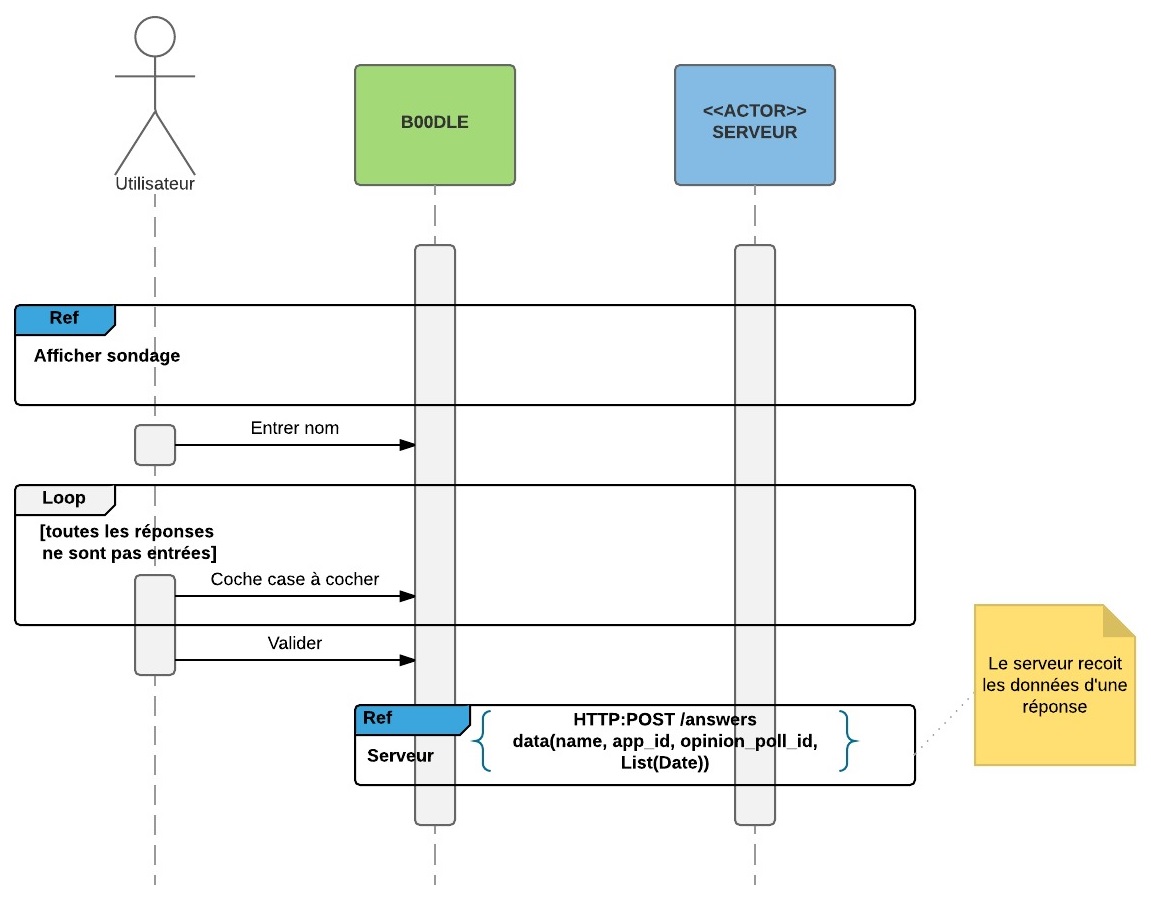 Utilisateur
B00DLE
<<ACTOR>>
SERVEUR
Ref
Afficher sondage
Entrer nom
Loop
[toutes les réponses
ne sont pas entrées]
Coche case à cocher
Valider
Ref
Serveur
HTTP:POST /answers
data(name, app_id, opinion_poll_id,
List(Date))
Le serveur recoit
les données d'une
réponse